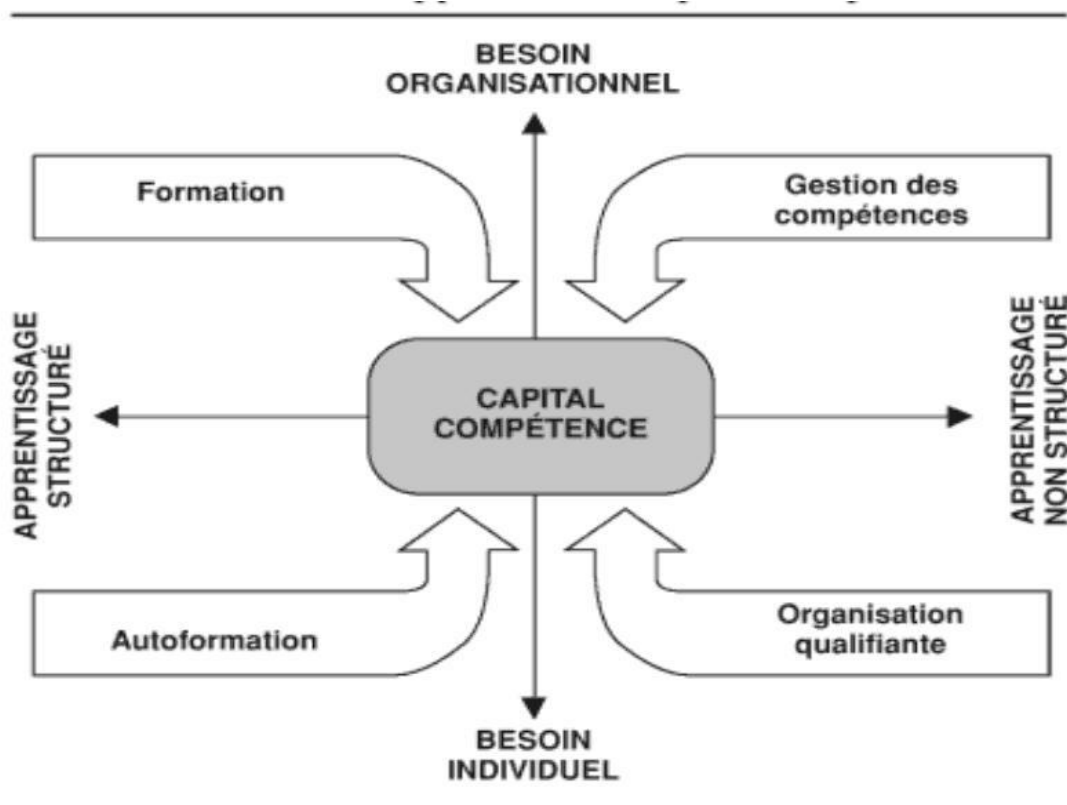 BESOIN
ORGANISATIONNEL
Formation
Gestion des
compétences
APPRENTISSAGE
STRUCTURÉ
CAPITAL
COMPÉTENCE
APPRENTISSAGE
NON STRUCTURÉ
Autoformation
Organisation
qualifiante
BESOIN
INDIVIDUEL